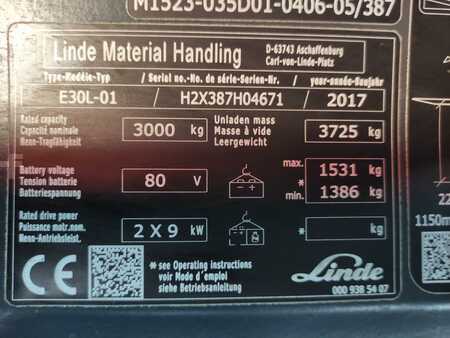 M1523-035D01-0406-05/387
Linde Material Handling
D-63743 Aschaffenburg
Carl-von-Linde-Platz
Type-Modèle-Typ / Serial no.-No. de série-Serien-Nr. / year-année-Baujahr
E30L-01 / H2X387H04671 / 2017
Rated capacity
Capacité nominale
Nenn-Tragfähigkeit
3000 kg
Unladen mass
Masse à vide
Leergewicht
3725 kg
Battery voltage
Tension batterie
Batteriespannung
80 V
max. 1531 kg
*
min. 1386 kg
Rated drive power
Puissance motr.nom.
Nenn-Antriebsleist.
2 X 9 kW
* kg
CE
* see Operating instructions
voir Mode d'emploi
siehe Betriebsanleitung
Linde
000 938 54 07
1150m